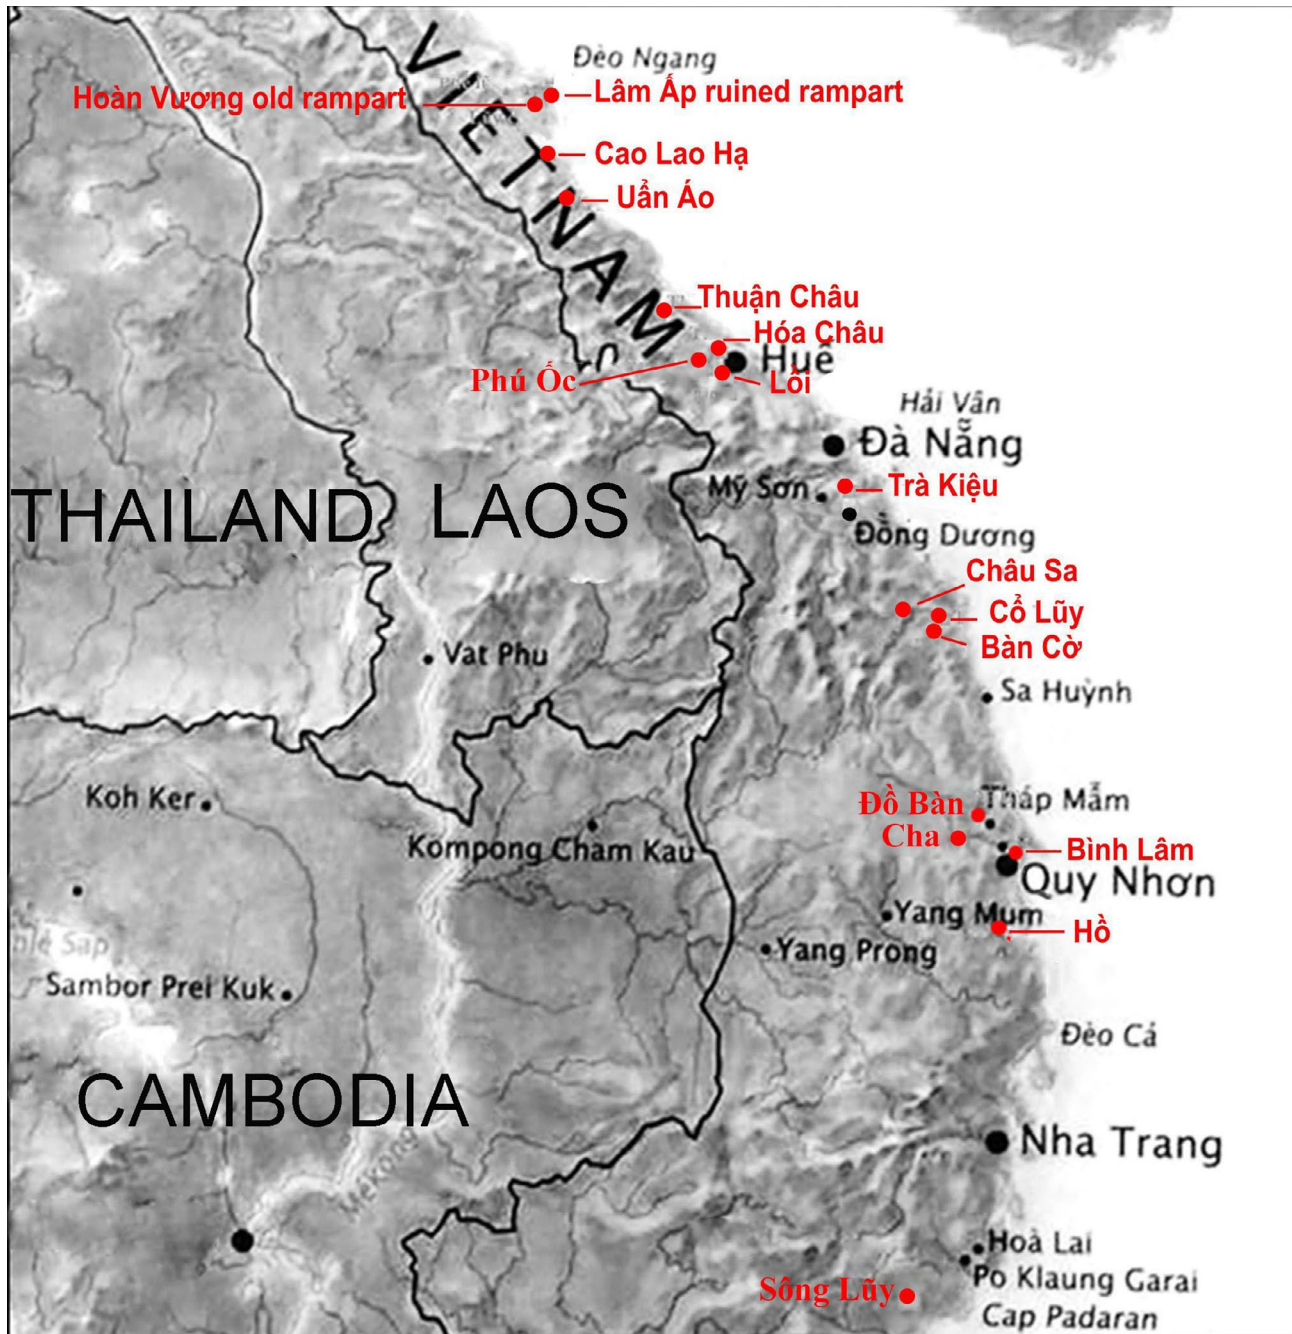 VIETNAM
Đèo Ngang
Hoàn Vương old rampart
Lâm Ấp ruined rampart
Cao Lao Hạ
Uẩn Áo
Thuận Châu
Hóa Châu
Huế
Phú Ốc
Lồi
Hải Vân
Đà Nẵng
Mỹ Sơn
Trà Kiệu
THAILAND
LAOS
Đồng Dương
Châu Sa
Cổ Lũy
Bàn Cờ
Vat Phu
Sa Huỳnh
Koh Ker
Đồ Bàn
Tháp Mẫm
Cha
Kompong Cham Kau
Bình Lâm
Quy Nhơn
Yang Mum
Hồ
Yang Prong
Sambor Prei Kuk
Đèo Cả
CAMBODIA
Mekong
Nha Trang
Hoà Lai
Po Klaung Garai
Sông Lũy
Cap Padaran